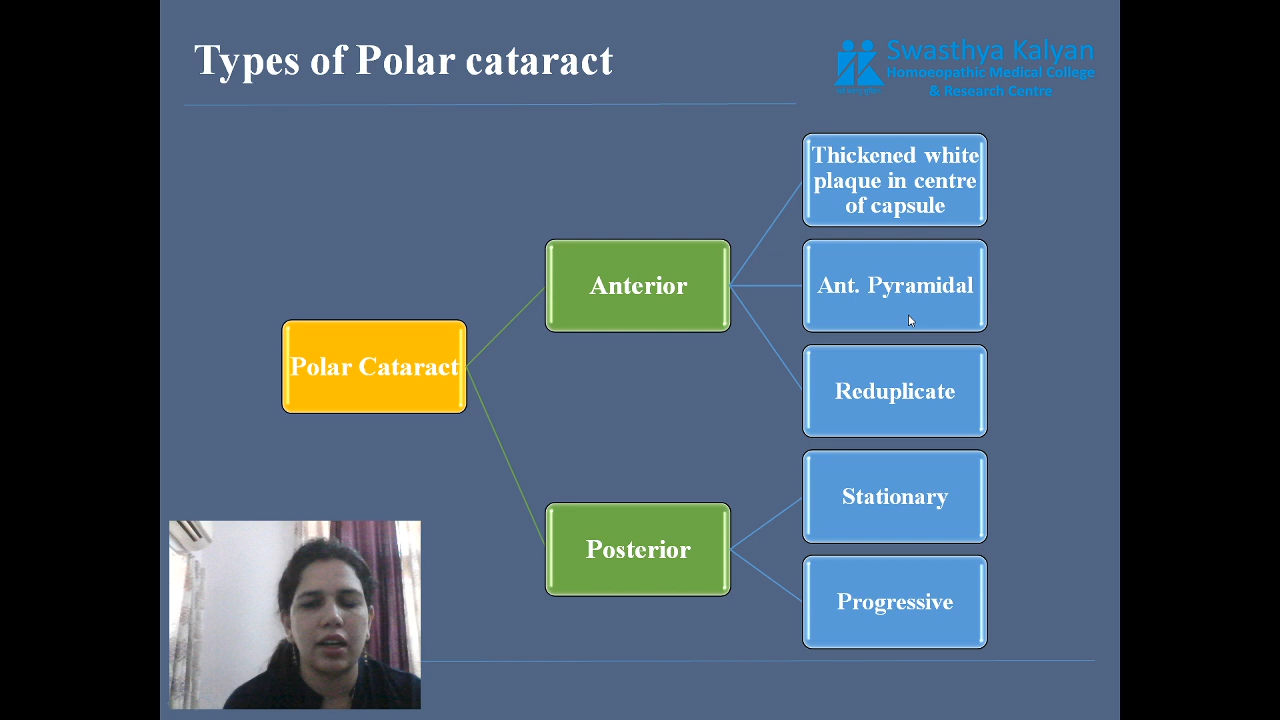 Types of Polar cataract
Swasthya Kalyan
Homoeopathic Medical College
& Research Centre
Thickened white
plaque in centre
of capsule
Anterior
Ant. Pyramidal
Polar Cataract
Reduplicate
Stationary
Posterior
Progressive